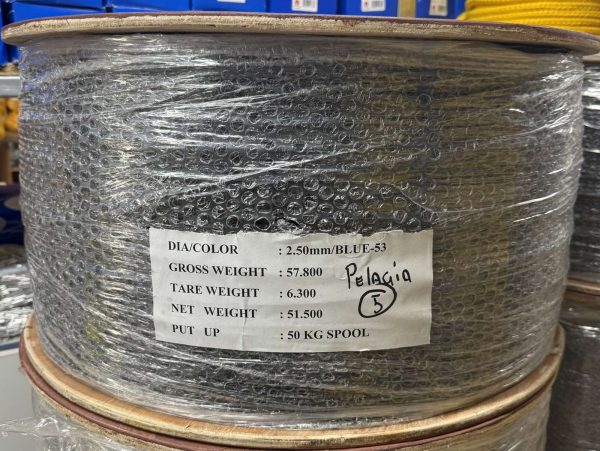 DIA/COLOR : 2.50mm/BLUE-53
GROSS WEIGHT : 57.800
TARE WEIGHT : 6.300
NET WEIGHT : 51.500
PUT UP : 50 KG SPOOL
Pelagia
5